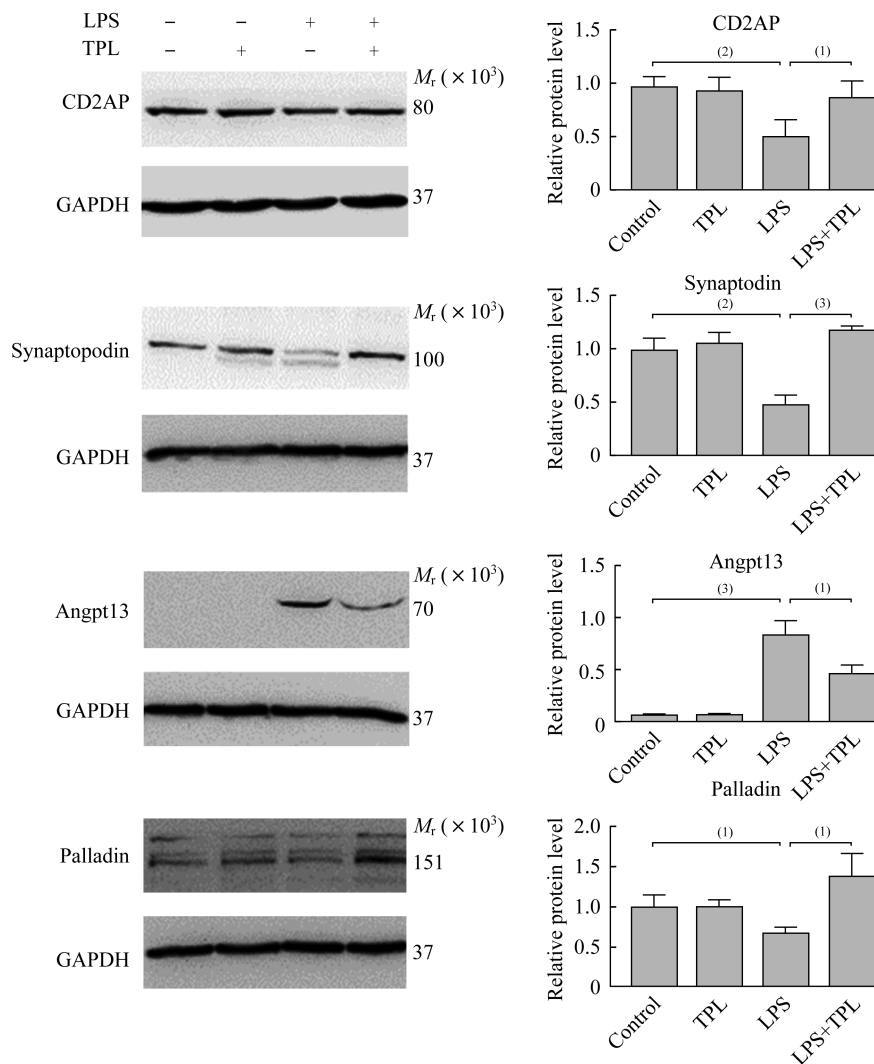 LPS − − + +
TPL − + − +
Mr (×10³)
CD2AP
80
GAPDH
37
CD2AP
(2) (1)
Relative protein level
1.5
1.0
0.5
0
Control TPL LPS LPS+TPL
Mr (×10³)
Synaptopodin
100
GAPDH
37
Synaptodin
(2) (3)
Relative protein level
1.5
1.0
0.5
0
Control TPL LPS LPS+TPL
Mr (×10³)
Angpt13
70
GAPDH
37
Angpt13
(3) (1)
Relative protein level
1.5
1.0
0.5
0
Control TPL LPS LPS+TPL
Mr (×10³)
Palladin
151
GAPDH
37
Palladin
(1) (1)
Relative protein level
2.0
1.5
1.0
0.5
0
Control TPL LPS LPS+TPL